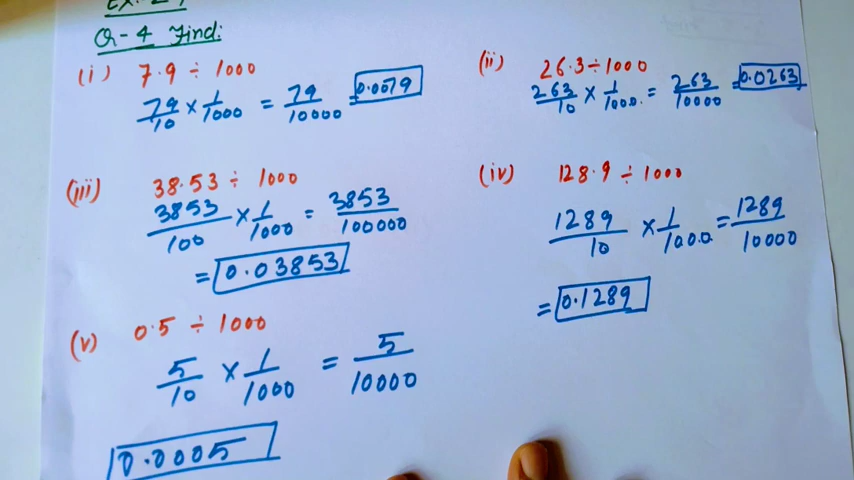 Q-4 Find:
(i) 7.9 ÷ 1000
79/10 × 1/1000 = 79/10000 = 0.0079
(ii) 26.3 ÷ 1000
263/10 × 1/1000. = 263/10000 = 0.0263
(iii) 38.53 ÷ 1000
3853/100 × 1/1000 = 3853/100000
= 0.03853
(iv) 128.9 ÷ 1000
1289/10 × 1/1000. = 1289/10000
= 0.1289
(v) 0.5 ÷ 1000
5/10 × 1/1000 = 5/10000
0.0005